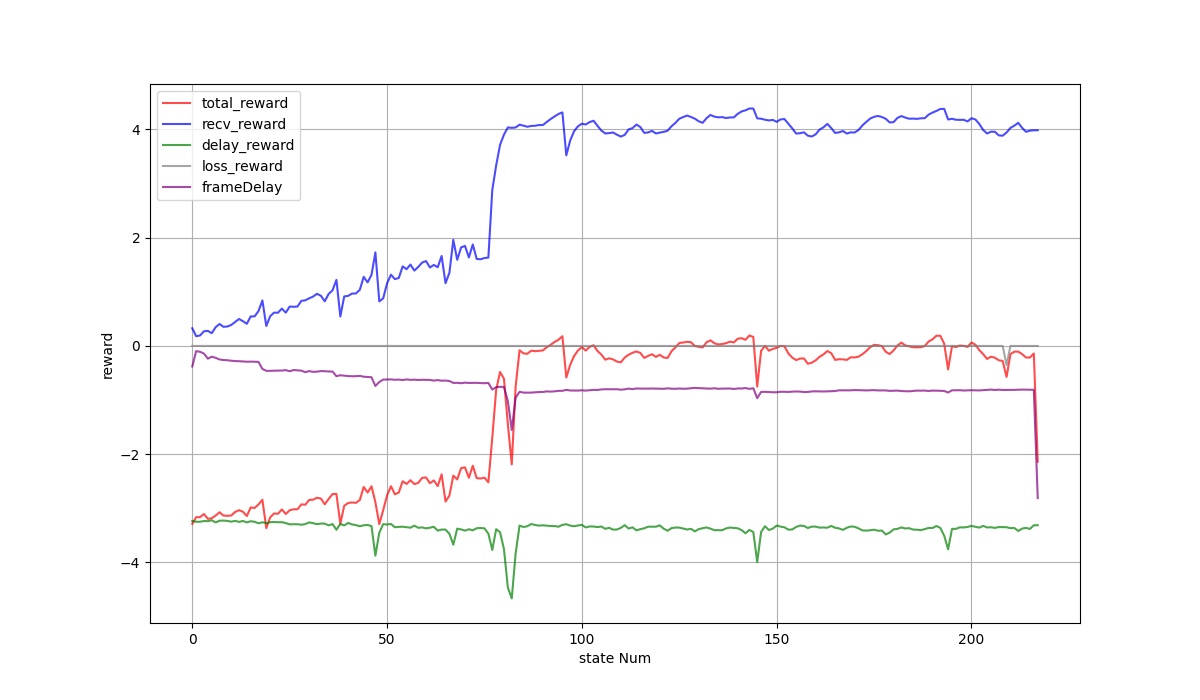 total_reward
recv_reward
delay_reward
loss_reward
frameDelay
reward
4
2
0
−2
−4
0 50 100 150 200
state Num